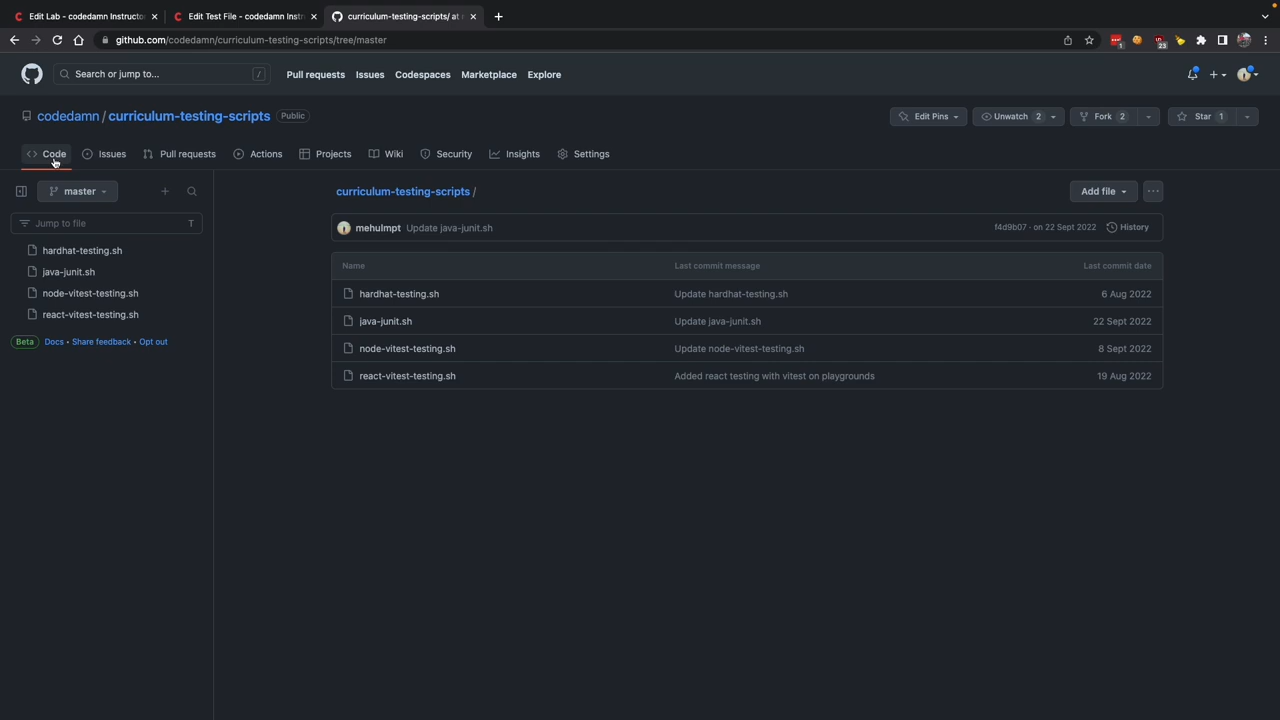 Edit Lab - codedamn Instructo
Edit Test File - codedamn Instr
curriculum-testing-scripts/ at
github.com/codedamn/curriculum-testing-scripts/tree/master
1
23
Search or jump to... /
Pull requests Issues Codespaces Marketplace Explore
codedamn / curriculum-testing-scripts Public
Edit Pins Unwatch 2 Fork 2 Star 1
Code Issues Pull requests Actions Projects Wiki Security Insights Settings
master
Jump to file T
hardhat-testing.sh
java-junit.sh
node-vitest-testing.sh
react-vitest-testing.sh
Beta Docs • Share feedback • Opt out
curriculum-testing-scripts / Add file
mehulmpt Update java-junit.sh f4d9b07 · on 22 Sept 2022 History
Name Last commit message Last commit date
hardhat-testing.sh Update hardhat-testing.sh 6 Aug 2022
java-junit.sh Update java-junit.sh 22 Sept 2022
node-vitest-testing.sh Update node-vitest-testing.sh 8 Sept 2022
react-vitest-testing.sh Added react testing with vitest on playgrounds 19 Aug 2022